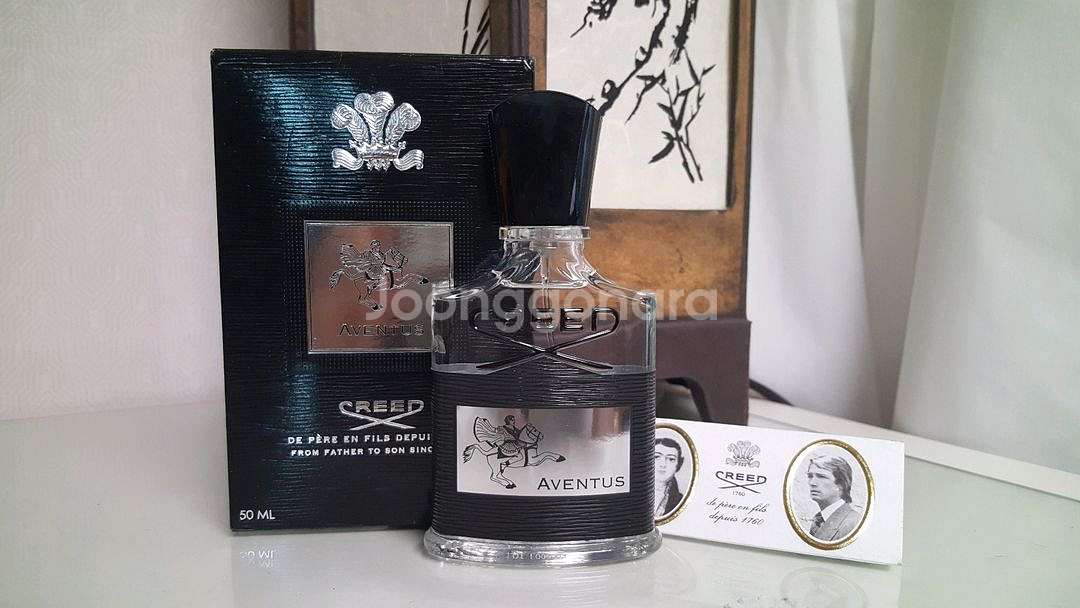 AVENTUS
CREED
DE PÈRE EN FILS DEPUI
FROM FATHER TO SON SINC
50 ML
Joonggonara
CREED
AVENTUS
CREED
1760
de père en fils
depuis 1760